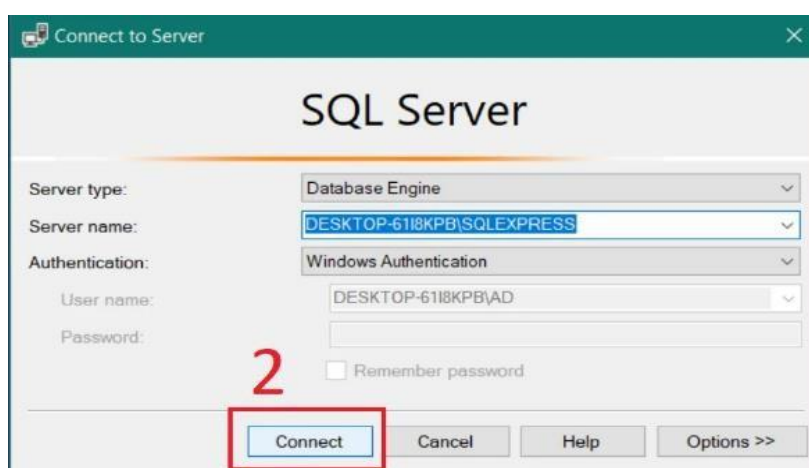 Connect to Server
SQL Server
Server type: Database Engine
Server name: DESKTOP-61I8KPB\SQLEXPRESS
Authentication: Windows Authentication
User name: DESKTOP-61I8KPB\AD
Password:
Remember password
2
Connect Cancel Help Options >>